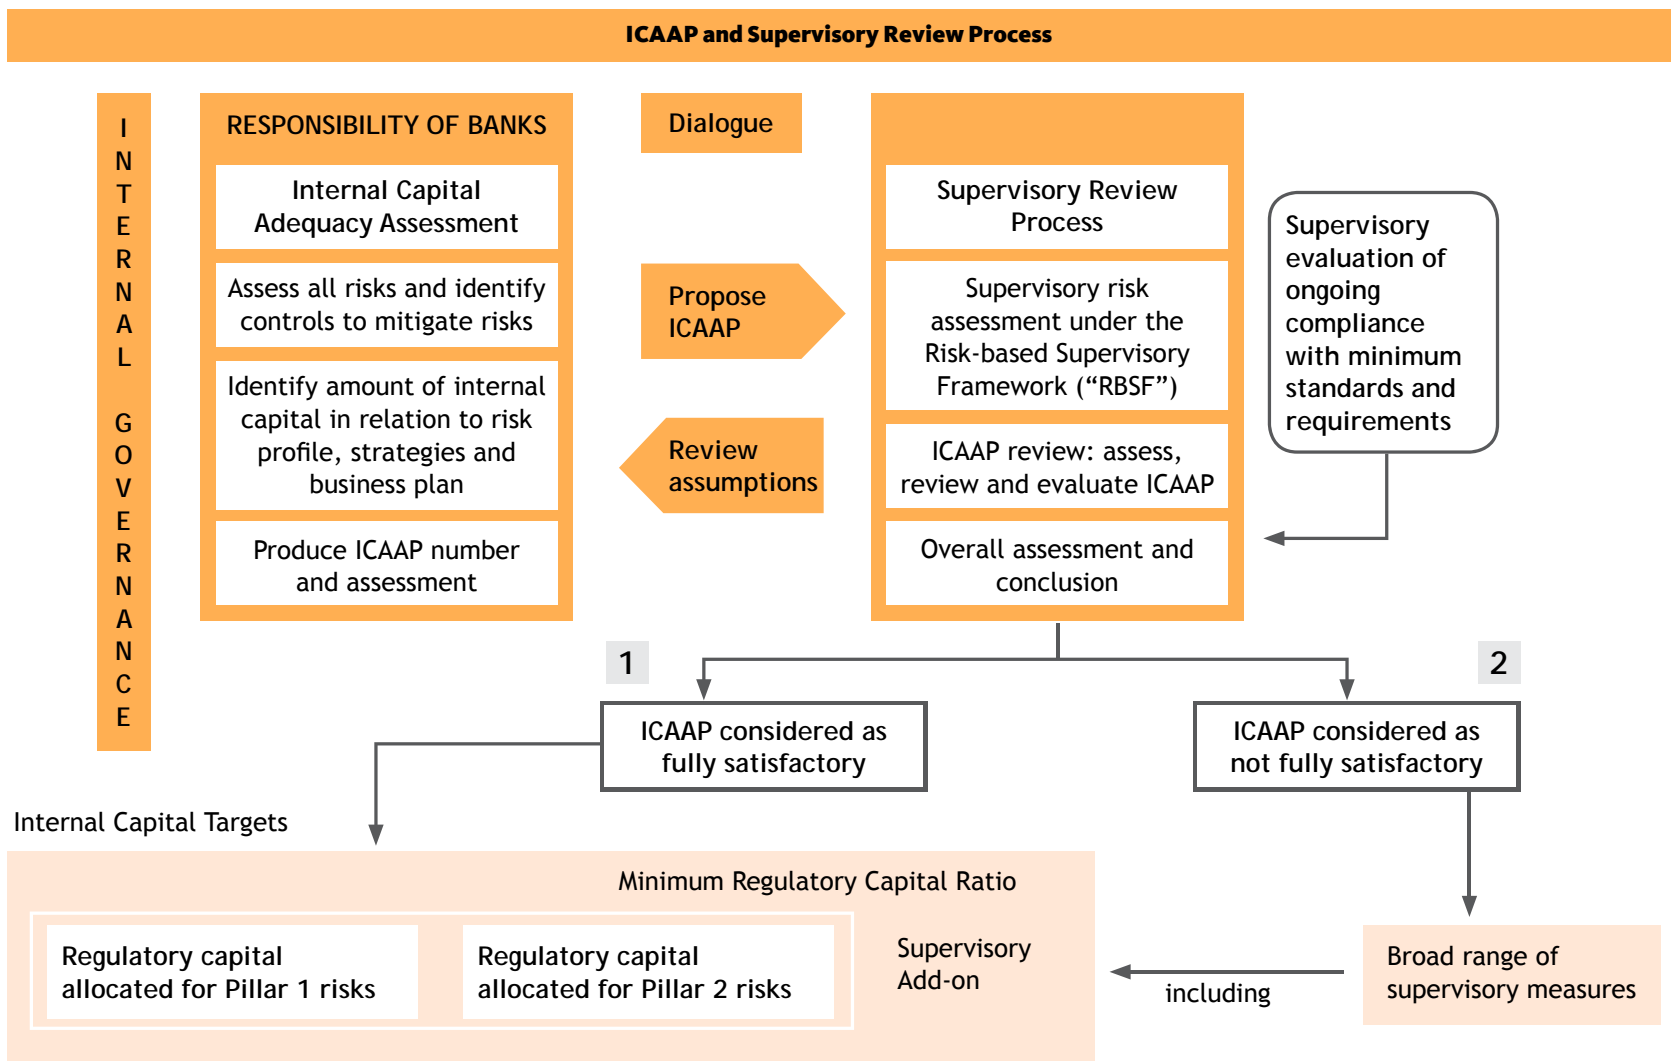 ICAAP and Supervisory Review Process
INTERNAL GOVERNANCE
RESPONSIBILITY OF BANKS
Internal Capital
Adequacy Assessment
Assess all risks and identify
controls to mitigate risks
Identify amount of internal
capital in relation to risk
profile, strategies and
business plan
Produce ICAAP number
and assessment
Dialogue
Propose
ICAAP
Review
assumptions
Supervisory Review
Process
Supervisory risk
assessment under the
Risk-based Supervisory
Framework (“RBSF”)
ICAAP review: assess,
review and evaluate ICAAP
Overall assessment and
conclusion
Supervisory
evaluation of
ongoing
compliance
with minimum
standards and
requirements
1
2
ICAAP considered as
fully satisfactory
ICAAP considered as
not fully satisfactory
Internal Capital Targets
Minimum Regulatory Capital Ratio
Regulatory capital
allocated for Pillar 1 risks
Regulatory capital
allocated for Pillar 2 risks
Supervisory
Add-on
including
Broad range of
supervisory measures